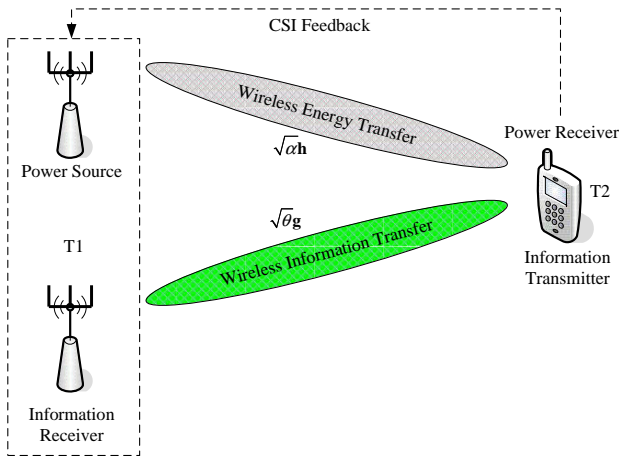 CSI Feedback
Wireless Energy Transfer
√αh
Power Source
Power Receiver
T2
√θg
T1
Wireless Information Transfer
Information
Transmitter
Information
Receiver